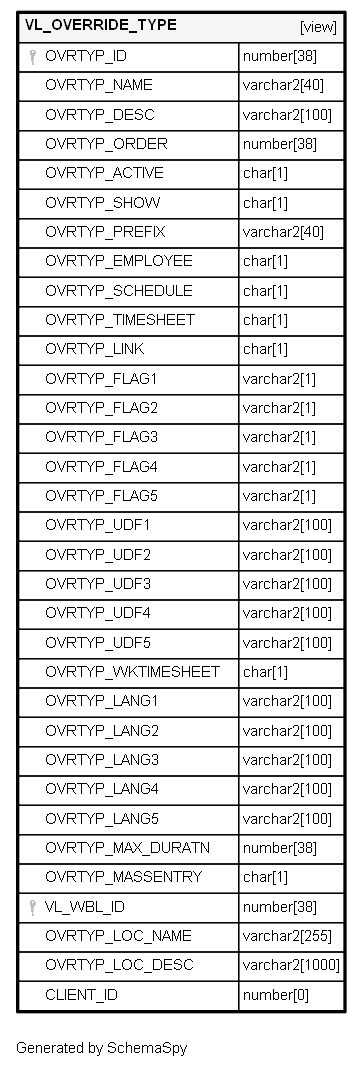 VL_OVERRIDE_TYPE [view]
OVRTYP_ID number[38]
OVRTYP_NAME varchar2[40]
OVRTYP_DESC varchar2[100]
OVRTYP_ORDER number[38]
OVRTYP_ACTIVE char[1]
OVRTYP_SHOW char[1]
OVRTYP_PREFIX varchar2[40]
OVRTYP_EMPLOYEE char[1]
OVRTYP_SCHEDULE char[1]
OVRTYP_TIMESHEET char[1]
OVRTYP_LINK char[1]
OVRTYP_FLAG1 varchar2[1]
OVRTYP_FLAG2 varchar2[1]
OVRTYP_FLAG3 varchar2[1]
OVRTYP_FLAG4 varchar2[1]
OVRTYP_FLAG5 varchar2[1]
OVRTYP_UDF1 varchar2[100]
OVRTYP_UDF2 varchar2[100]
OVRTYP_UDF3 varchar2[100]
OVRTYP_UDF4 varchar2[100]
OVRTYP_UDF5 varchar2[100]
OVRTYP_WKTIMESHEET char[1]
OVRTYP_LANG1 varchar2[100]
OVRTYP_LANG2 varchar2[100]
OVRTYP_LANG3 varchar2[100]
OVRTYP_LANG4 varchar2[100]
OVRTYP_LANG5 varchar2[100]
OVRTYP_MAX_DURATN number[38]
OVRTYP_MASSENTRY char[1]
VL_WBL_ID number[38]
OVRTYP_LOC_NAME varchar2[255]
OVRTYP_LOC_DESC varchar2[1000]
CLIENT_ID number[0]
Generated by SchemaSpy